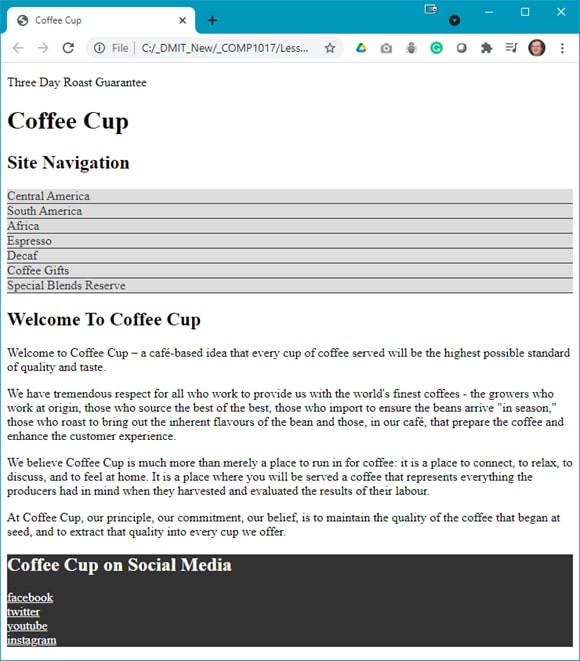 Coffee Cup
File
C:/_DMIT_New/_COMP1017/Less...
Three Day Roast Guarantee
Coffee Cup
Site Navigation
Central America
South America
Africa
Espresso
Decaf
Coffee Gifts
Special Blends Reserve
Welcome To Coffee Cup
Welcome to Coffee Cup – a café-based idea that every cup of coffee served will be the highest possible standard
of quality and taste.
We have tremendous respect for all who work to provide us with the world's finest coffees - the growers who
work at origin, those who source the best of the best, those who import to ensure the beans arrive "in season,"
those who roast to bring out the inherent flavours of the bean and those, in our café, that prepare the coffee and
enhance the customer experience.
We believe Coffee Cup is much more than merely a place to run in for coffee: it is a place to connect, to relax, to
discuss, and to feel at home. It is a place where you will be served a coffee that represents everything the
producers had in mind when they harvested and evaluated the results of their labour.
At Coffee Cup, our principle, our commitment, our belief, is to maintain the quality of the coffee that began at
seed, and to extract that quality into every cup we offer.
Coffee Cup on Social Media
facebook
twitter
youtube
instagram